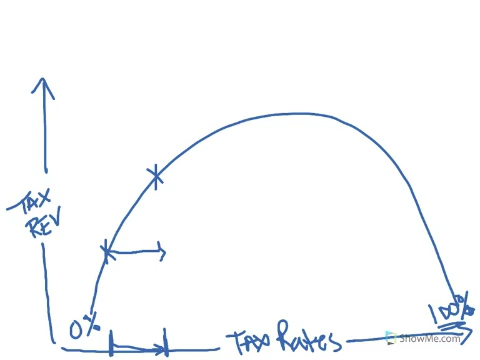 TAX
REV
0%
100%
Tax Rates
ShowMe.com